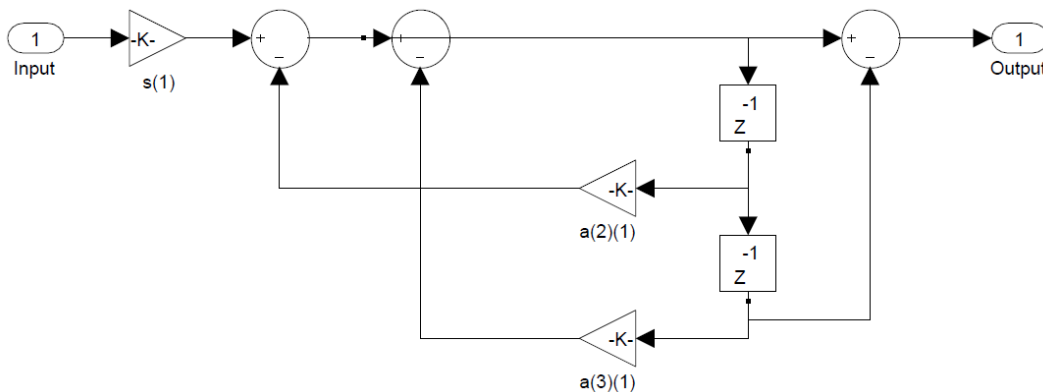 1
Input
-K-
s(1)
+
−
+
−
+
−
1
Output
-1
Z
-K-
a(2)(1)
-1
Z
-K-
a(3)(1)